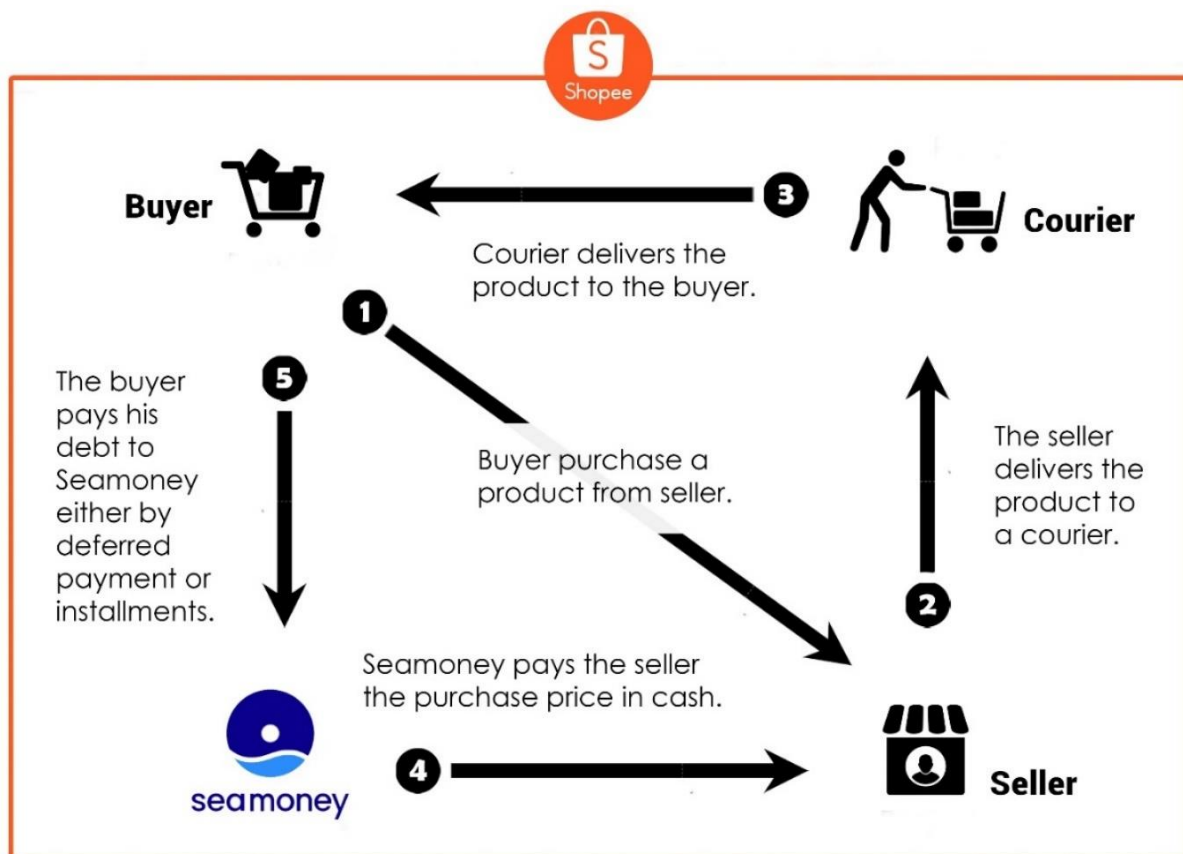 S
Shopee
Buyer
3
Courier
Courier delivers the
product to the buyer.
1
5
The buyer
pays his
debt to
Seamoney
either by
deferred
payment or
installments.
Buyer purchase a
product from seller.
The seller
delivers the
product to
a courier.
2
Seamoney pays the seller
the purchase price in cash.
seamoney
4
Seller